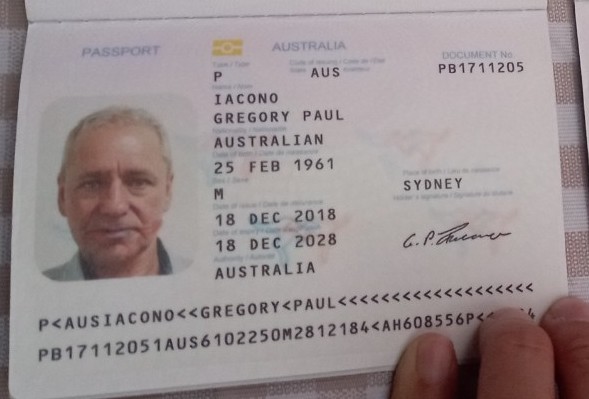 PASSPORT
AUSTRALIA
DOCUMENT No.
P
AUS
PB1711205
IACONO
GREGORY PAUL
AUSTRALIAN
25 FEB 1961
M
SYDNEY
18 DEC 2018
18 DEC 2028
AUSTRALIA
P<AUSIACONO<<GREGORY<PAUL<<<<<<<<<<<<<<<<<<<
PB17112051AUS6102250M2812184<AH608556P<